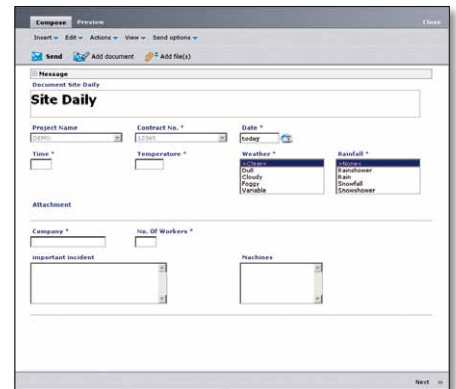 Compose Preview Close
Insert Edit Actions View Send options
Send Add document Add file(s)
Message
Document Site Daily
Site Daily
Project Name Contract No. * Date *
DEMO 12345 today
Time * Temperature * Weather * Rainfall *
>Clear< >None<
Dull Rainshower
Cloudy Rain
Foggy Snowfall
Variable Snowshower
Attachment
Company * No. Of Workers *
important incident Machines
Next »